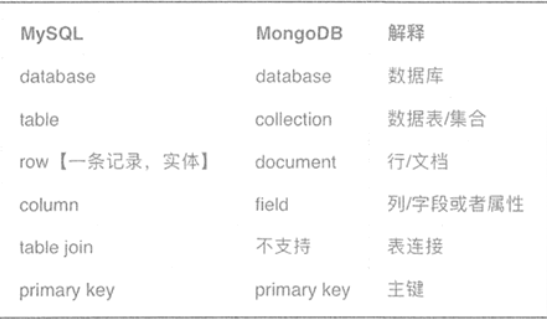 MySQL MongoDB 解释
database database 数据库
table collection 数据表/集合
row【一条记录，实体】 document 行/文档
column field 列/字段或者属性
table join 不支持 表连接
primary key primary key 主键